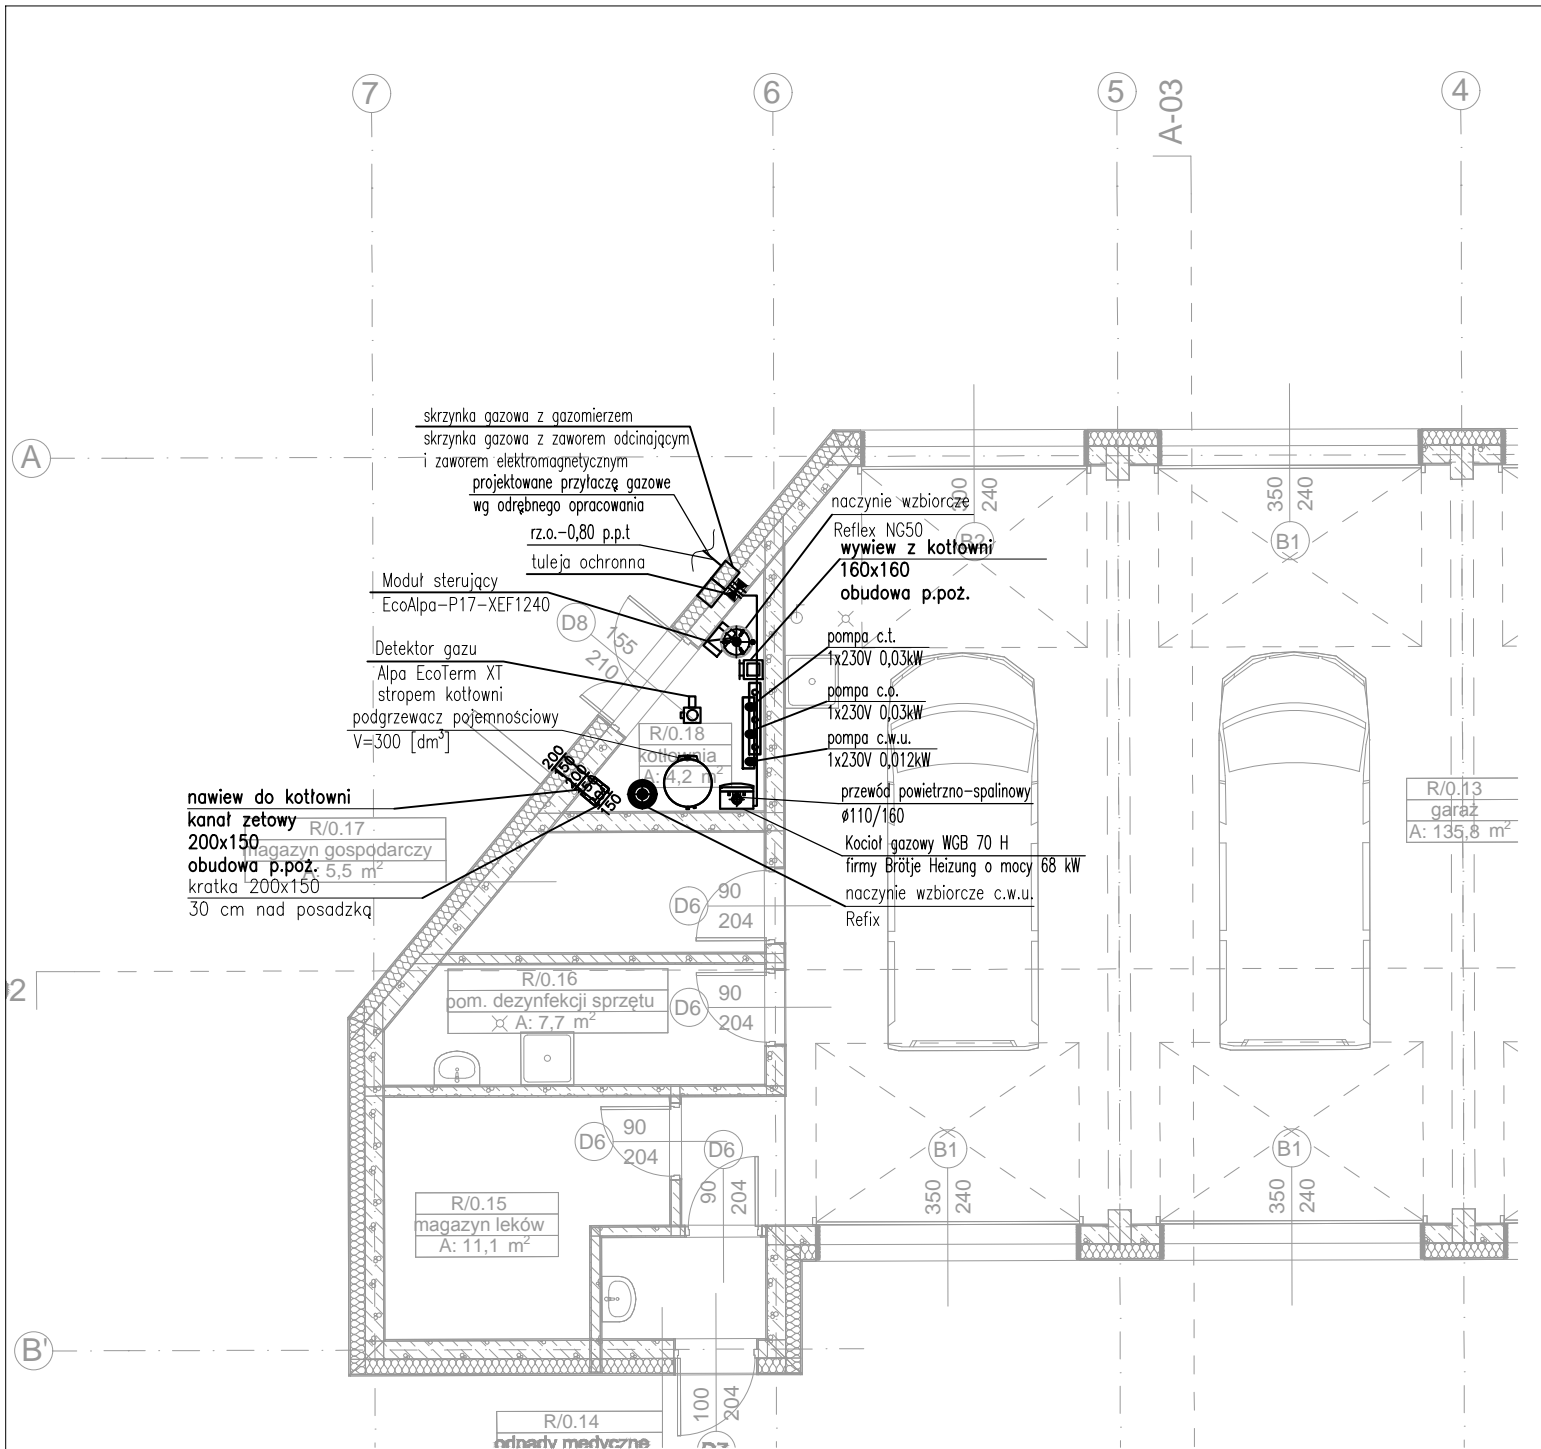 7
6
5
4
A-03
A
skrzynka gazowa z gazomierzem
skrzynka gazowa z zaworem odcinającym
i zaworem elektromagnetycznym
projektowane przyłączę gazowe
wg odrębnego opracowania
rz.o.-0,80 p.p.t
tuleja ochronna
Moduł sterujący
EcoAlpa-P17-XEF1240
D8
155
210
Detektor gazu
Alpa EcoTerm XT
stropem kotłowni
podgrzewacz pojemnościowy
V=300 [dm³]
naczynie wzbiorcze
Reflex NG50
wywiew z kotłowni
160x160
obudowa p.poż.
240
B2
350
240
B1
pompa c.t.
1x230V 0,03kW
pompa c.o.
1x230V 0,03kW
pompa c.w.u.
1x230V 0,012kW
R/0.18
kotłownia
A: 4,2 m²
przewód powietrzno-spalinowy
ø110/160
Kocioł gazowy WGB 70 H
firmy Brötje Heizung o mocy 68 kW
naczynie wzbiorcze c.w.u.
Refix
R/0.13
garaż
A: 135,8 m²
nawiew do kotłowni
kanał zetowy
200x150
obudowa p.poż.
kratka 200x150
30 cm nad posadzką
R/0.17
magazyn gospodarczy
A: 5,5 m²
D6
90
204
R/0.16
pom. dezynfekcji sprzętu
A: 7,7 m²
D6
90
204
D6
90
204
D6
90
204
B1
350
240
B1
350
240
R/0.15
magazyn leków
A: 11,1 m²
B'
100
204
R/0.14
odpady medyczne